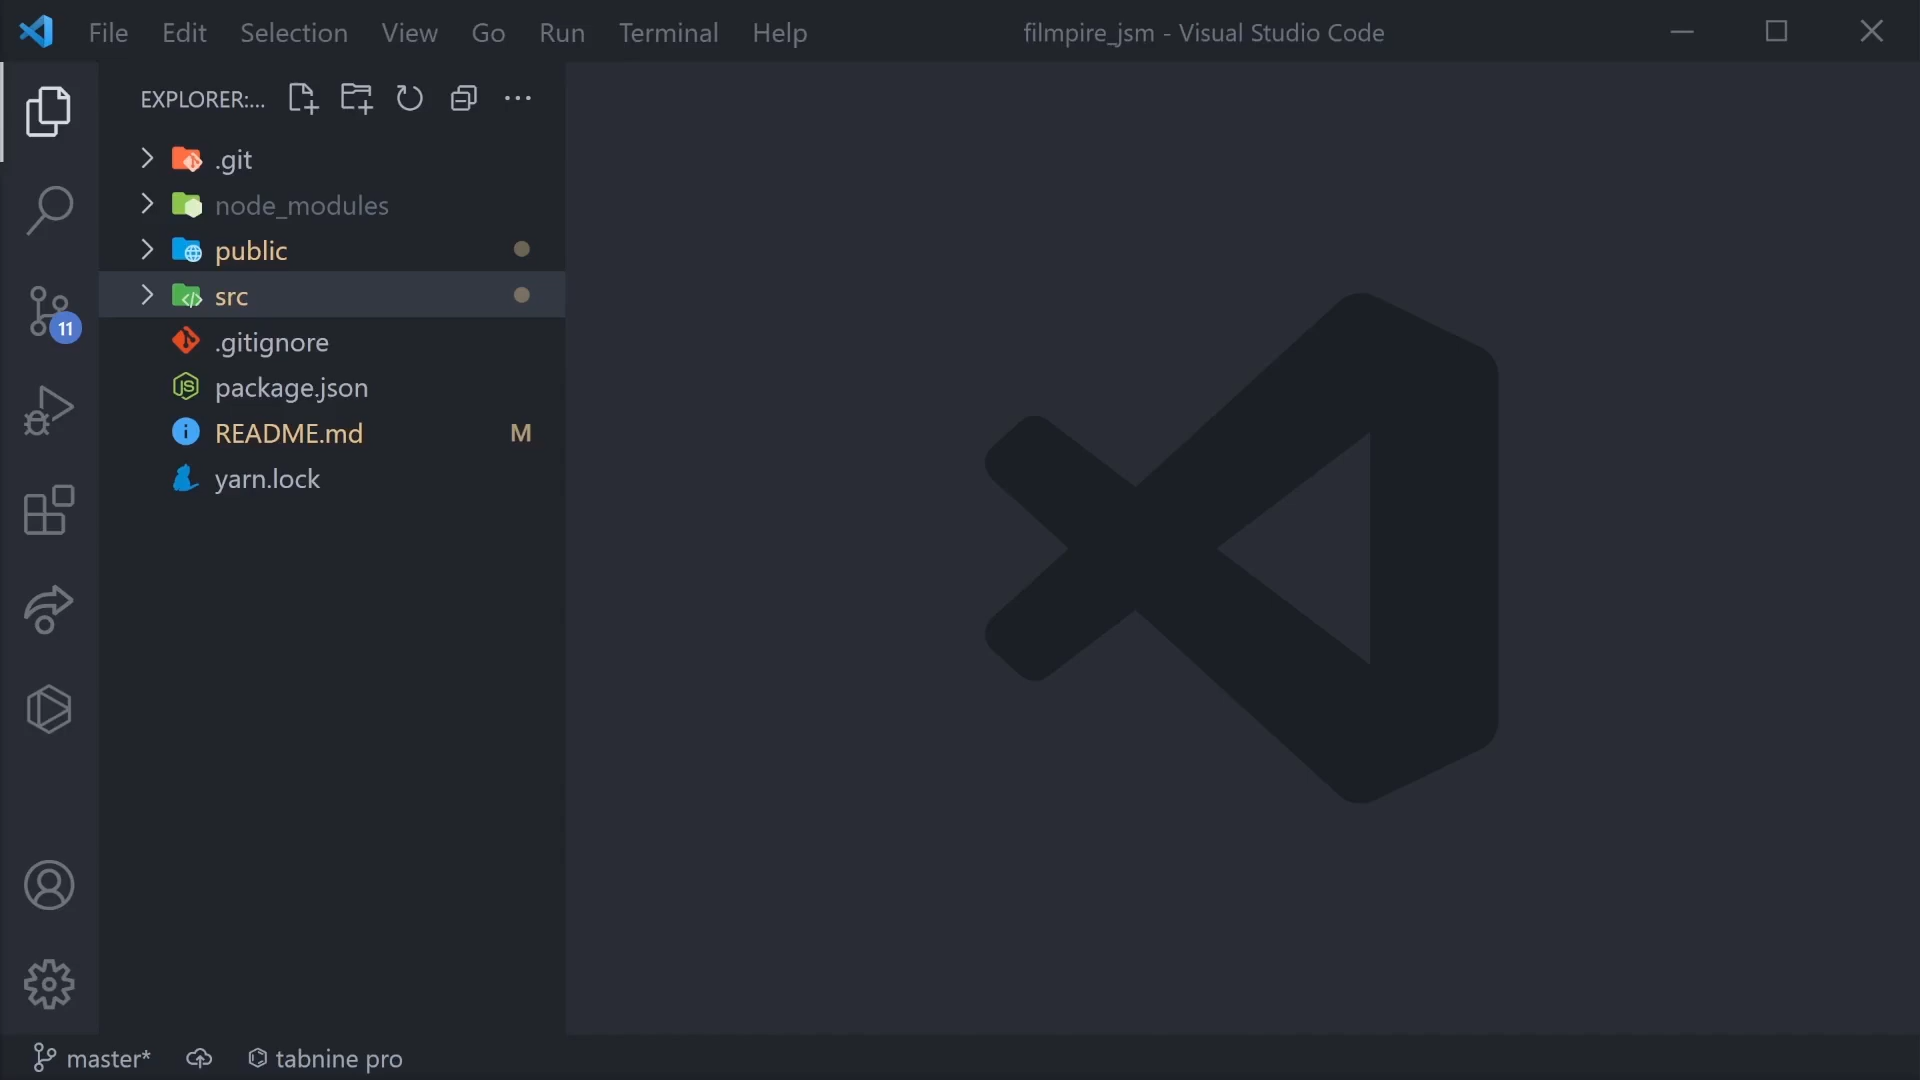 File Edit Selection View Go Run Terminal Help filmpire_jsm - Visual Studio Code
EXPLORER:...
.git
node_modules
public
src
.gitignore
package.json
README.md M
yarn.lock
11
master* tabnine pro